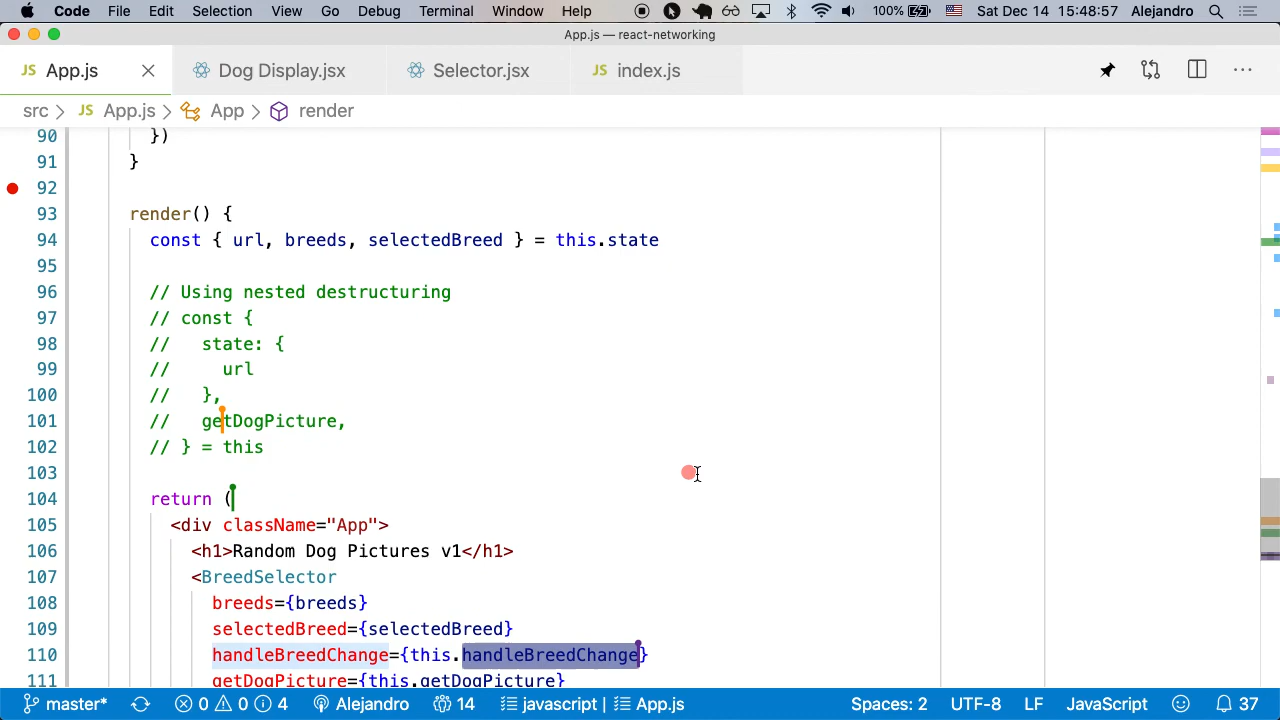 Code File Edit Selection View Go Debug Terminal Window Help 100% Sat Dec 14 15:48:57 Alejandro
App.js — react-networking
JS App.js Dog Display.jsx Selector.jsx JS index.js
src JS App.js App render
90 })
91 }
92
93 render() {
94 const { url, breeds, selectedBreed } = this.state
95
96 // Using nested destructuring
97 // const {
98 // state: {
99 // url
100 // },
101 // getDogPicture,
102 // } = this
103
104 return (
105 <div className="App">
106 <h1>Random Dog Pictures v1</h1>
107 <BreedSelector
108 breeds={breeds}
109 selectedBreed={selectedBreed}
110 handleBreedChange={this.handleBreedChange}
111 getDogPicture={this.getDogPicture}
master* 0 0 4 Alejandro 14 javascript | App.js Spaces: 2 UTF-8 LF JavaScript 37